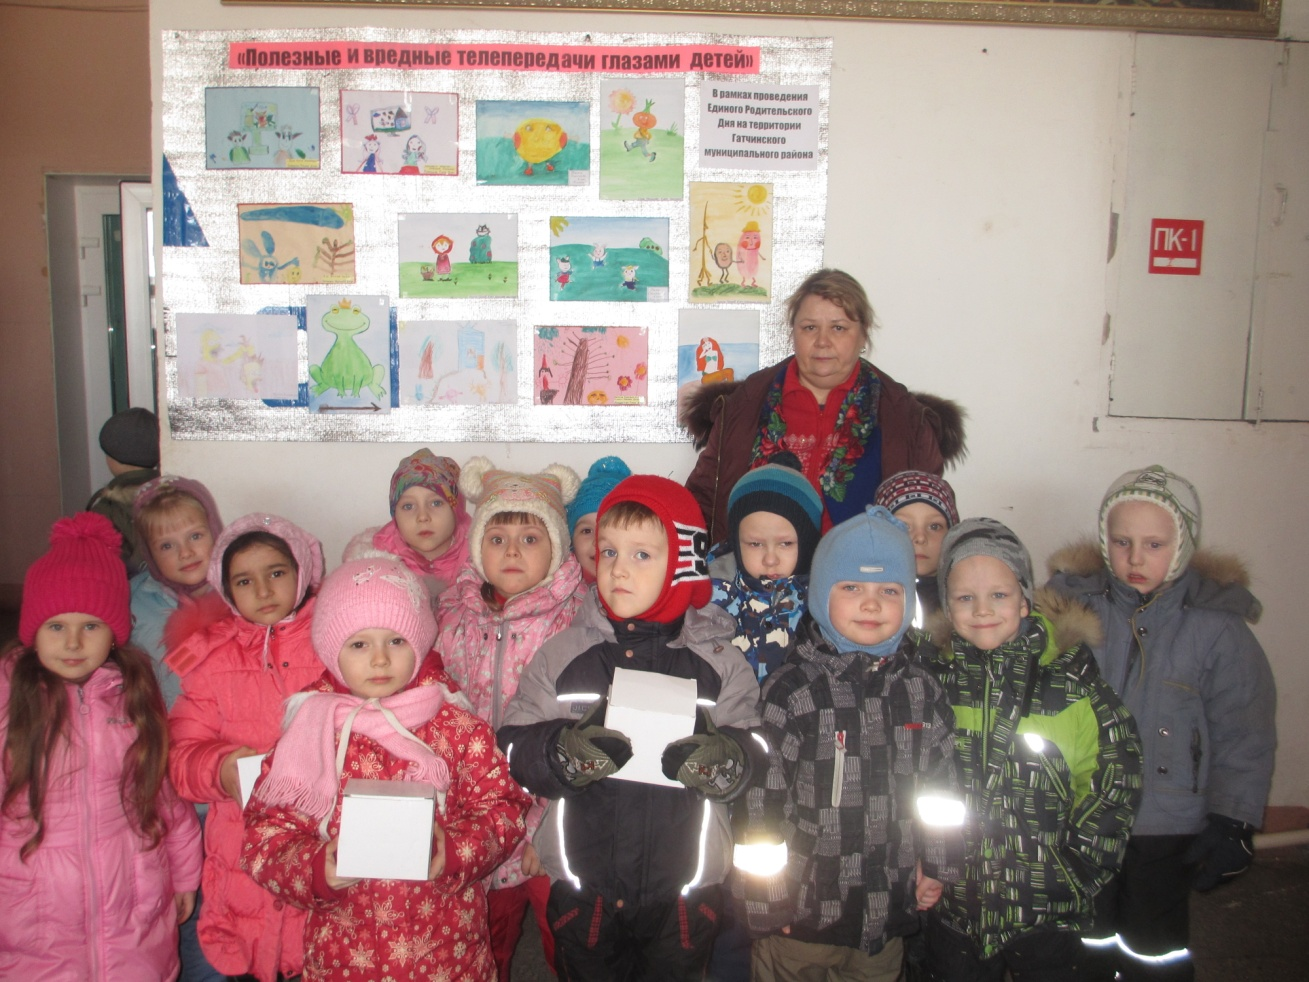 «Полезные и вредные телепередачи глазами детей»
В рамках проведения
Единого Родительского
Дня на территории
Гатчинского
муниципального района
ПК-1